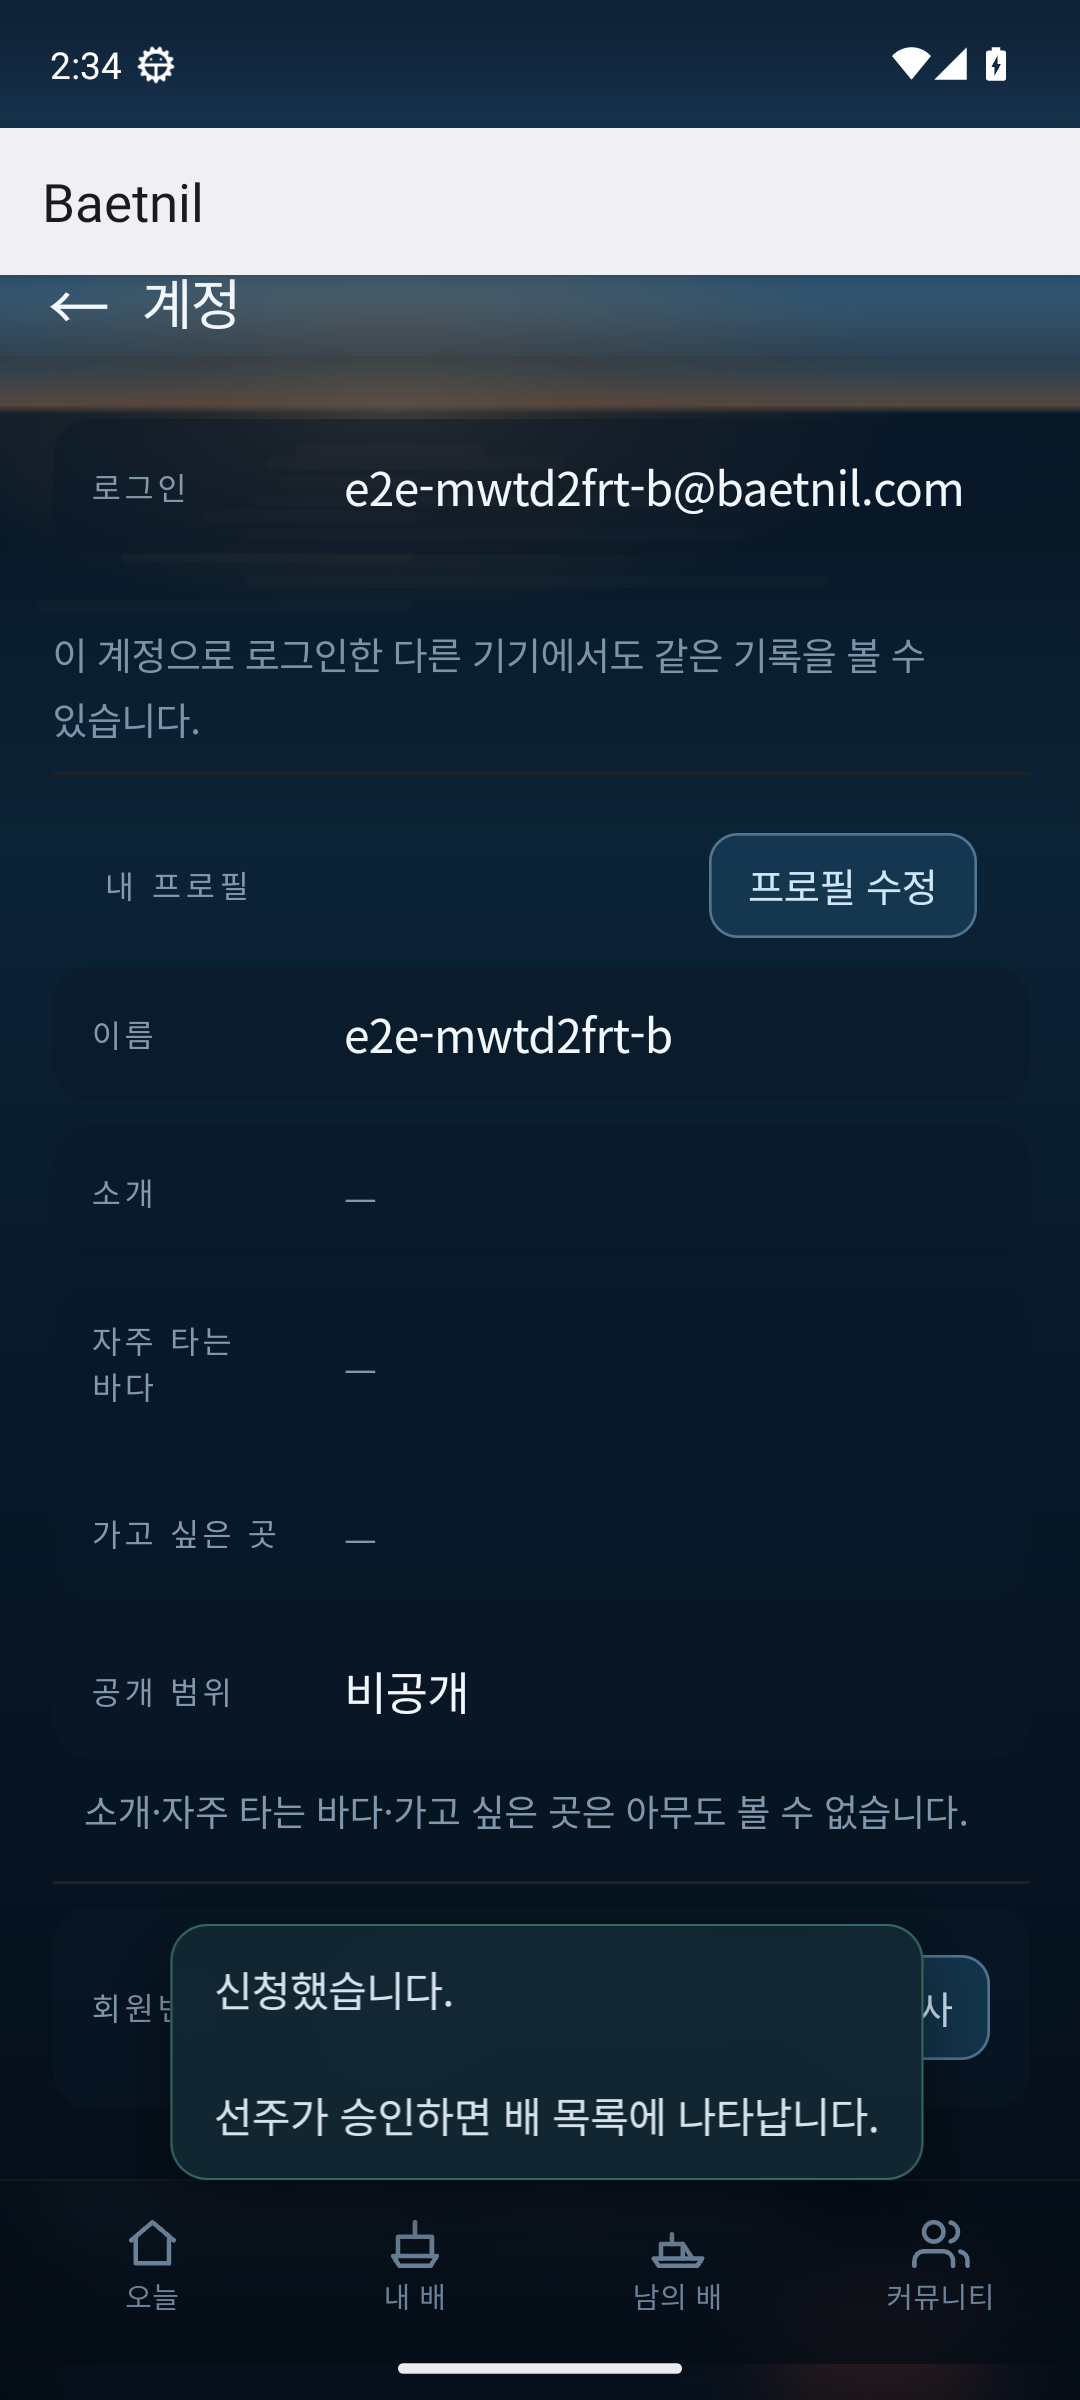 2:34
Baetnil
← 계정
로그인
e2e-mwtd2frt-b@baetnil.com
이 계정으로 로그인한 다른 기기에서도 같은 기록을 볼 수
있습니다.
내 프로필
프로필 수정
이름
e2e-mwtd2frt-b
소개
—
자주 타는
바다
—
가고 싶은 곳
—
공개 범위
비공개
소개·자주 타는 바다·가고 싶은 곳은 아무도 볼 수 없습니다.
신청했습니다.
선주가 승인하면 배 목록에 나타납니다.
오늘
내 배
남의 배
커뮤니티